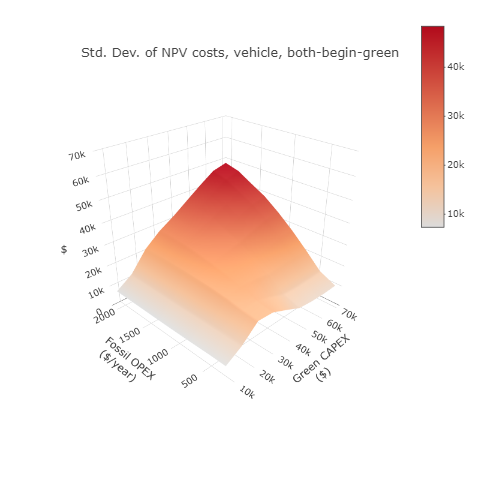 Std. Dev. of NPV costs, vehicle, both-begin-green
40k
30k
20k
10k
70k
60k
50k
40k
30k
20k
10k
0
$
2000
1500
1000
500
Fossil OPEX
($/year)
10k
20k
30k
40k
50k
60k
70k
Green CAPEX
($)